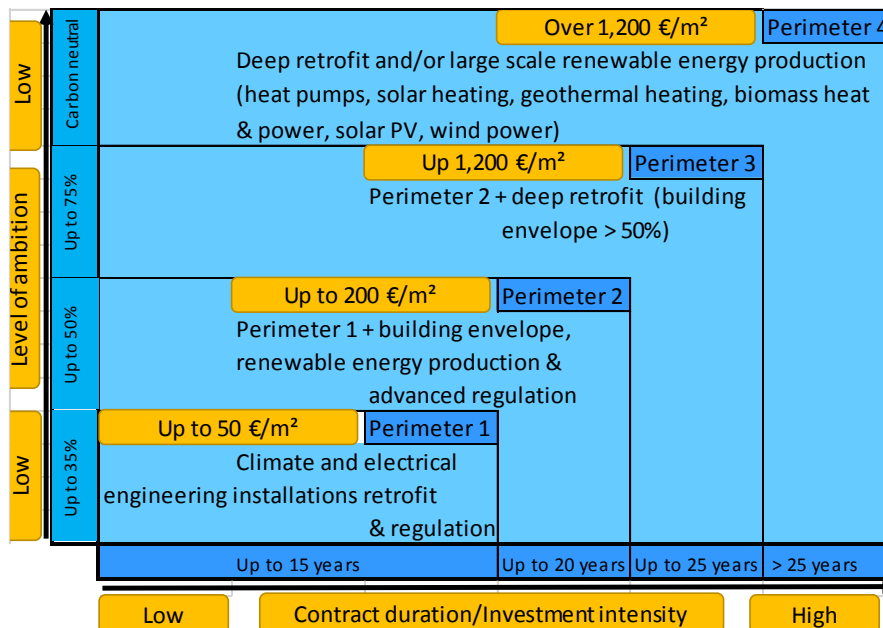 Over 1,200 €/m²
Perimeter 4
Low
Carbon neutral
Deep retrofit and/or large scale renewable energy production
(heat pumps, solar heating, geothermal heating, biomass heat
& power, solar PV, wind power)
Up 1,200 €/m²
Perimeter 3
Level of ambition
Up to 75%
Perimeter 2 + deep retrofit (building
envelope > 50%)
Up to 200 €/m²
Perimeter 2
Up to 50%
Perimeter 1 + building envelope,
renewable energy production &
advanced regulation
Up to 50 €/m²
Perimeter 1
Low
Up to 35%
Climate and electrical
engineering installations retrofit
& regulation
Up to 15 years
Up to 20 years
Up to 25 years
> 25 years
Low
Contract duration/Investment intensity
High